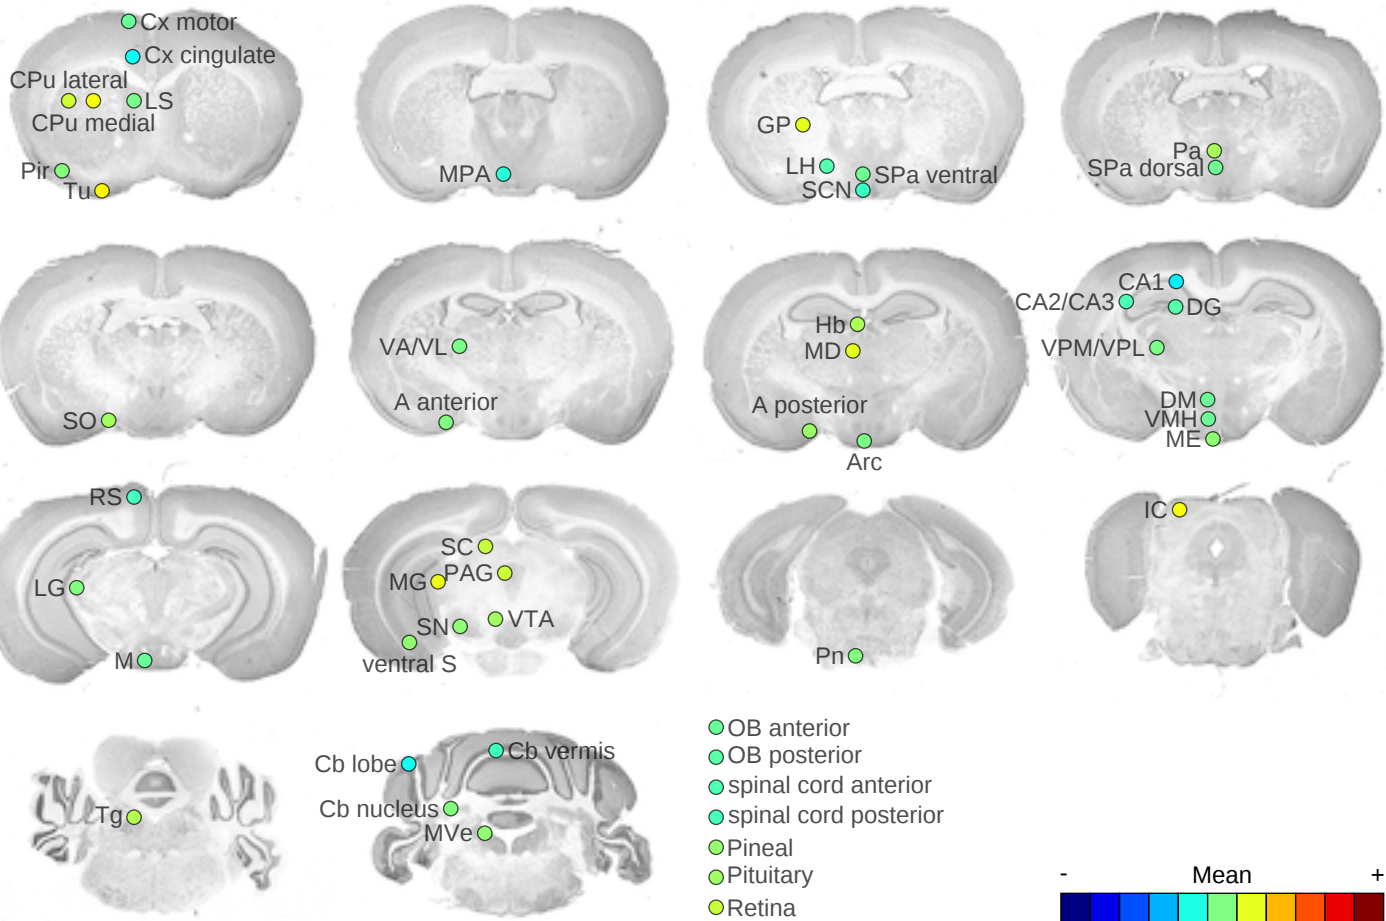 Cx motor
Cx cingulate
CPu lateral
LS
CPu medial
Pir
Tu
MPA
GP
LH
SPa ventral
SCN
Pa
SPa dorsal
SO
VA/VL
A anterior
Hb
MD
A posterior
Arc
CA1
CA2/CA3
DG
VPM/VPL
DM
VMH
ME
RS
LG
M
SC
MG
PAG
SN
VTA
ventral S
Pn
IC
Tg
Cb lobe
Cb vermis
Cb nucleus
MVe
OB anterior
OB posterior
spinal cord anterior
spinal cord posterior
Pineal
Pituitary
Retina
- Mean +